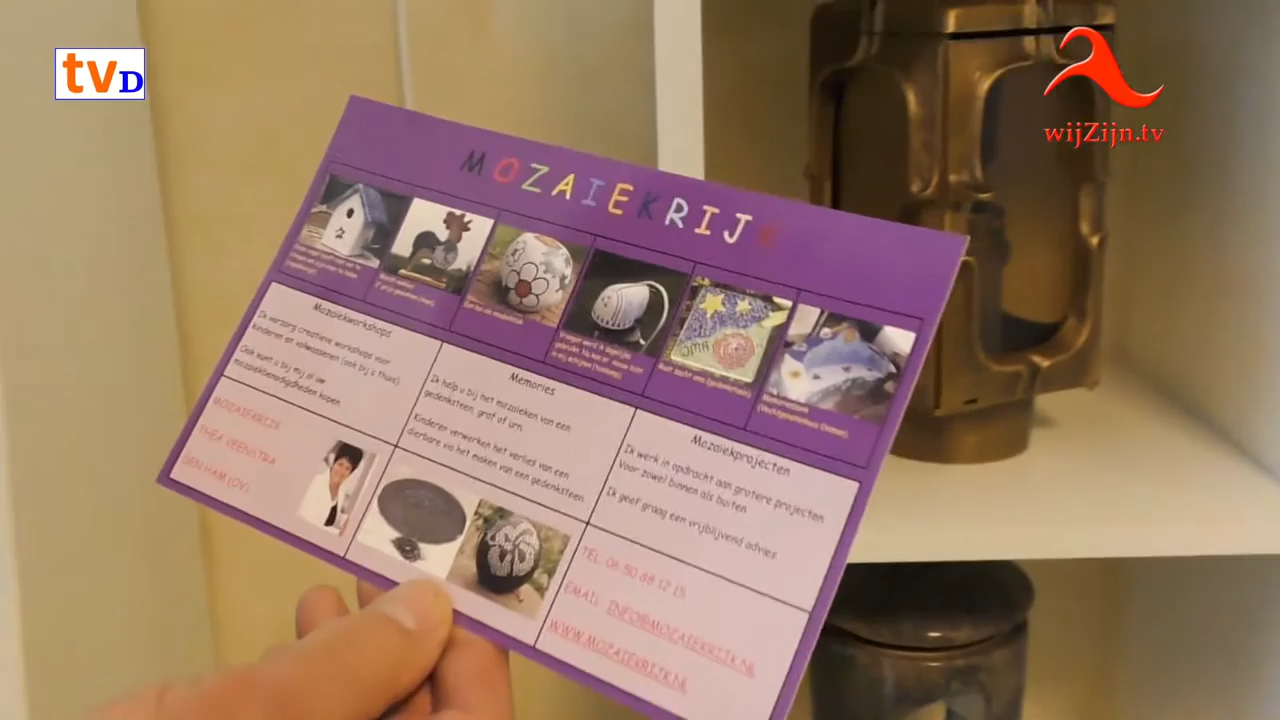 tvD
wijZijn.tv
MOZAIEKRIJK
Mozaiekworkshops
Ik verzorg creatieve workshops voor
kinderen en volwassenen (ook bij u thuis)
Ook kunt u bij mij al uw
mozaiekbenodigdheden kopen
Memories
Ik help u bij het mozaieken van een
gedenksteen, graf of urn.
Kinderen verwerken het verlies van een
dierbare via het maken van een gedenksteen
Mozaiekprojecten
Ik werk in opdracht aan grotere projecten
Voor zowel binnen als buiten
Ik geef graag een vrijblijvend advies
MOZAIEKRIJK
THEA VEENSTRA
DEN HAM (OV)
TEL. 06 50 88 12 15
EMAIL INFO@MOZAIEKRIJK.NL
WWW.MOZAIEKRIJK.NL